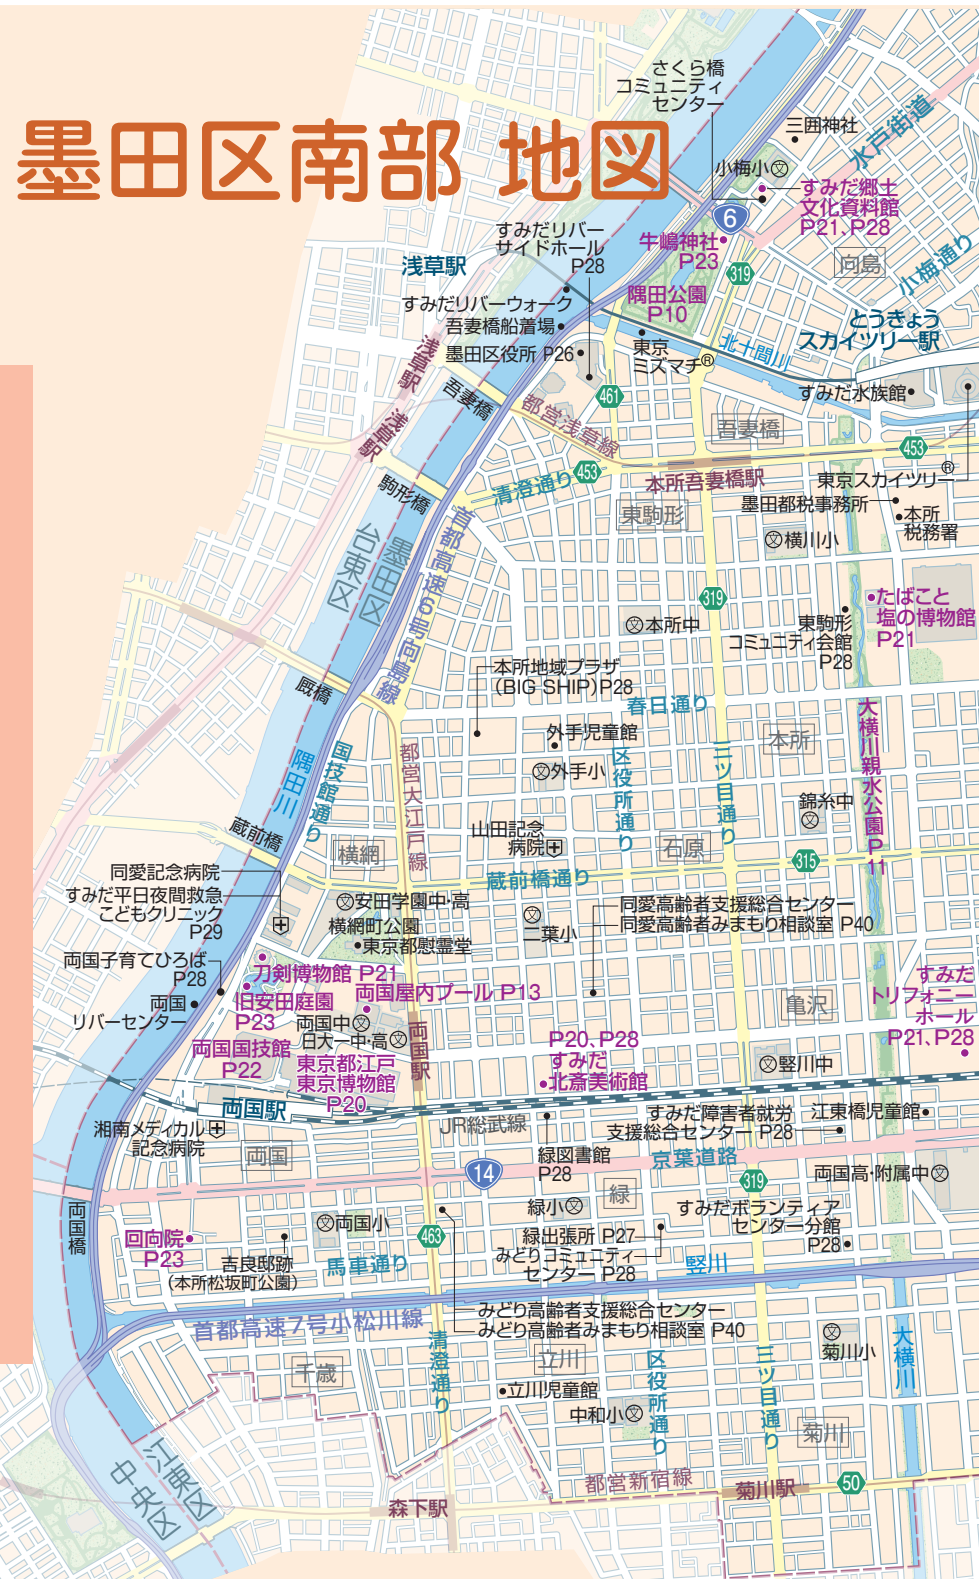 墨田区南部 地図
さくら橋
コミュニティ
センター
三囲神社
水戸街道
小梅小
すみだ郷土
文化資料館
P21、P28
6
すみだリバー
サイドホール
P28
牛嶋神社
P23
319
向島
小梅通り
浅草駅
隅田公園
P10
すみだリバーウォーク
吾妻橋船着場
墨田区役所 P26
とうきょう
スカイツリー駅
東京
ミズマチ®
北十間川
浅草駅
吾妻橋
461
すみだ水族館
都営浅草線
浅草駅
吾妻橋
453
駒形橋
清澄通り
453
本所吾妻橋駅
東京スカイツリー®
墨田都税事務所
本所
税務署
東駒形
横川小
台東区
墨田区
首都高速6号向島線
319
本所中
東駒形
コミュニティ会館
P28
たばこと
塩の博物館
P21
本所地域プラザ
(BIG SHIP)P28
厩橋
春日通り
外手児童館
本所
大横川親水公園 P11
隅田川
国技館通り
都営大江戸線
外手小
区役所通り
三ツ目通り
錦糸中
蔵前橋
山田記念
病院
横網
石原
315
同愛記念病院
すみだ平日夜間救急
こどもクリニック
P29
蔵前橋通り
安田学園中・高
横網町公園
東京都慰霊堂
二葉小
同愛高齢者支援総合センター
同愛高齢者みまもり相談室 P40
両国子育てひろば
P28
両国
リバーセンター
刀剣博物館 P21
旧安田庭園
P23
両国屋内プール P13
亀沢
すみだ
トリフォニー
ホール
P21、P28
両国中
日大一中・高
両国駅
両国国技館
P22
東京都江戸
東京博物館
P20
P20、P28
すみだ
北斎美術館
竪川中
両国駅
JR総武線
すみだ障害者就労
支援総合センター P28
江東橋児童館
湘南メディカル
記念病院
両国
緑図書館
P28
京葉道路
14
319
両国高・附属中
緑
両国橋
回向院
P23
両国小
463
緑小
すみだボランティア
センター分館
P28
緑出張所 P27
みどりコミュニティ
センター P28
吉良邸跡
(本所松坂町公園)
馬車通り
竪川
みどり高齢者支援総合センター
みどり高齢者みまもり相談室 P40
首都高速7号小松川線
清澄通り
菊川小
大横川
千歳
立川
区役所通り
三ツ目通り
立川児童館
中和小
菊川
中央区
江東区
都営新宿線
菊川駅
50
森下駅